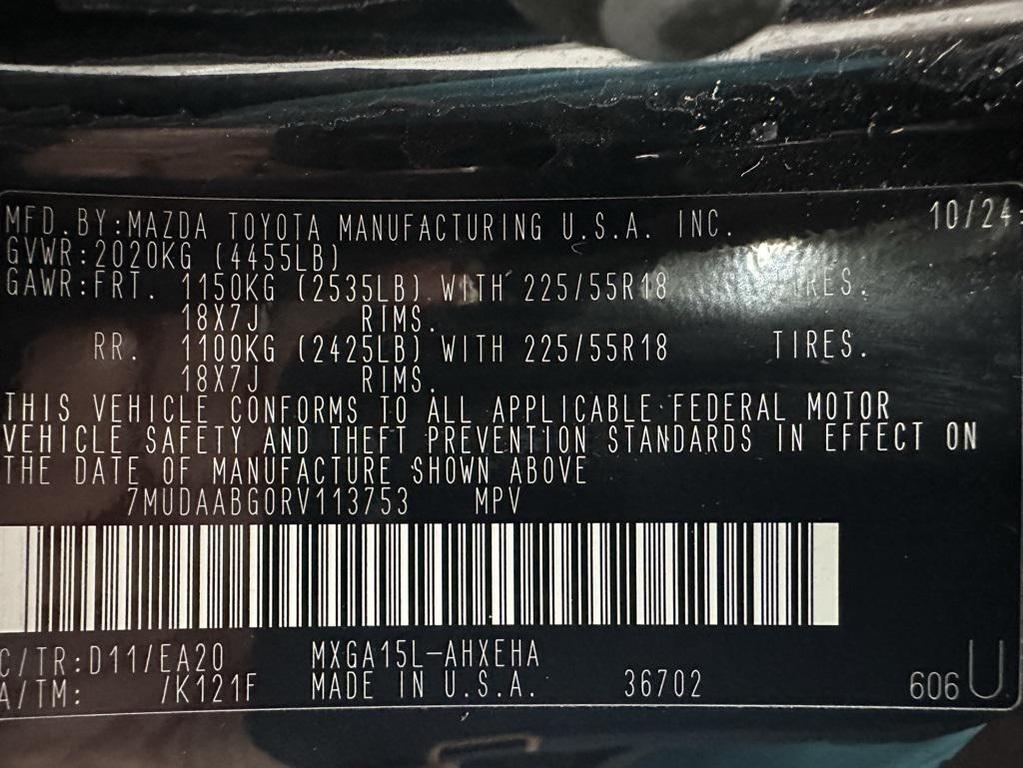 MFD.BY:MAZDA TOYOTA MANUFACTURING U.S.A. INC. 10/24
GVWR:2020KG (4455LB)
GAWR:FRT. 1150KG (2535LB) WITH 225/55R18 TIRES.
18X7J RIMS.
RR. 1100KG (2425LB) WITH 225/55R18 TIRES.
18X7J RIMS.
THIS VEHICLE CONFORMS TO ALL APPLICABLE FEDERAL MOTOR
VEHICLE SAFETY AND THEFT PREVENTION STANDARDS IN EFFECT ON
THE DATE OF MANUFACTURE SHOWN ABOVE
7MUDAABG0RV113753 MPV
C/TR:D11/EA20 MXGA15L-AHXEHA
A/TM: /K121F MADE IN U.S.A. 36702 606 U